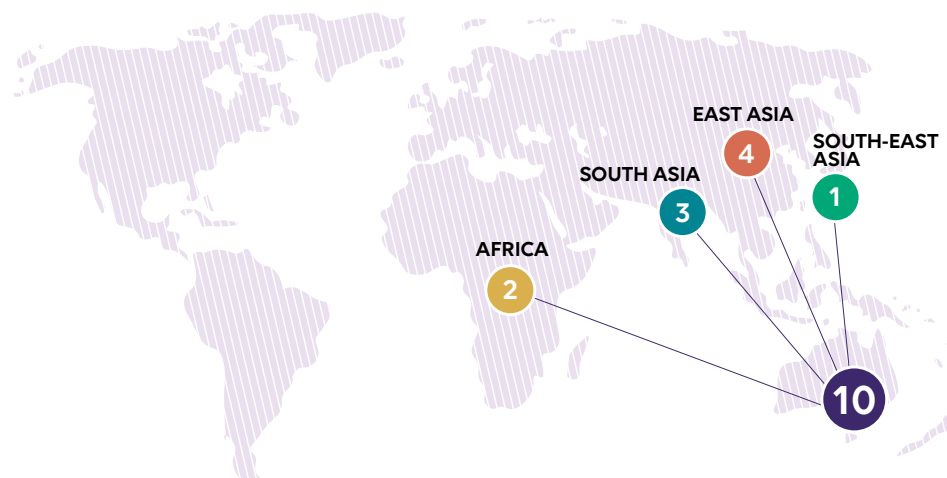 EAST ASIA
4
SOUTH-EAST
ASIA
1
SOUTH ASIA
3
AFRICA
2
10